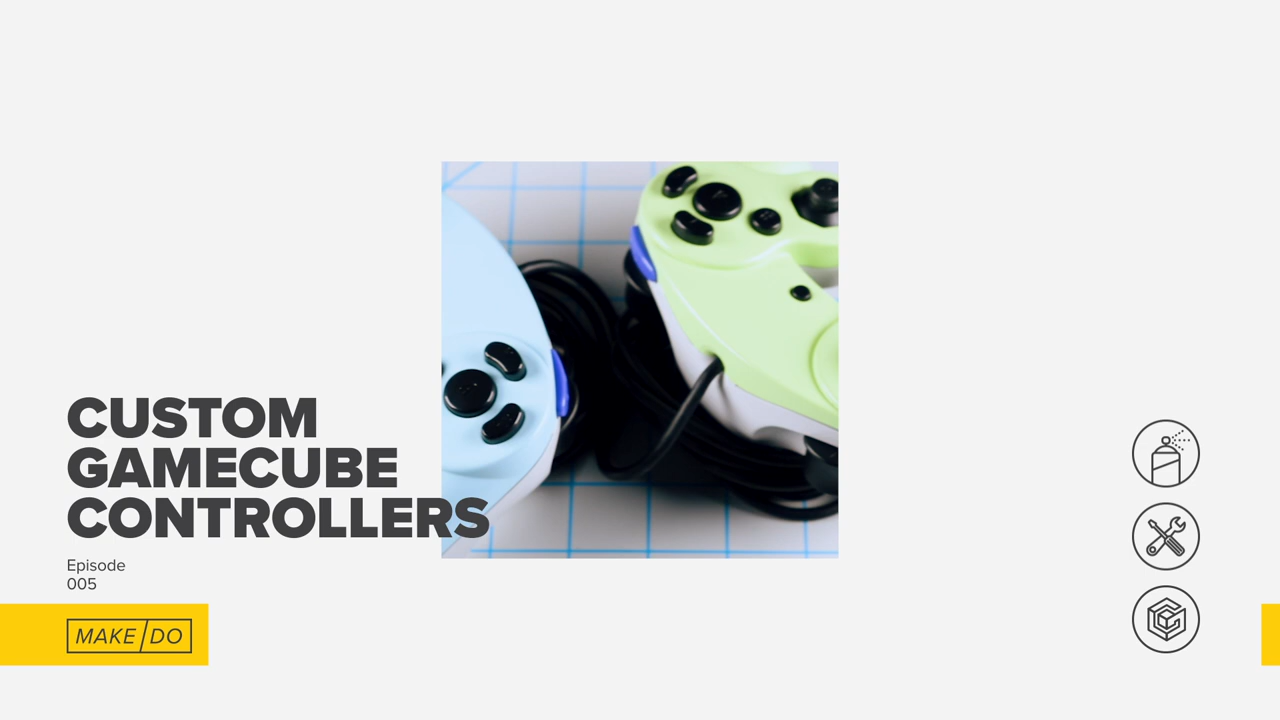 CUSTOM
GAMECUBE
CONTROLLERS
Episode
005
MAKE/DO